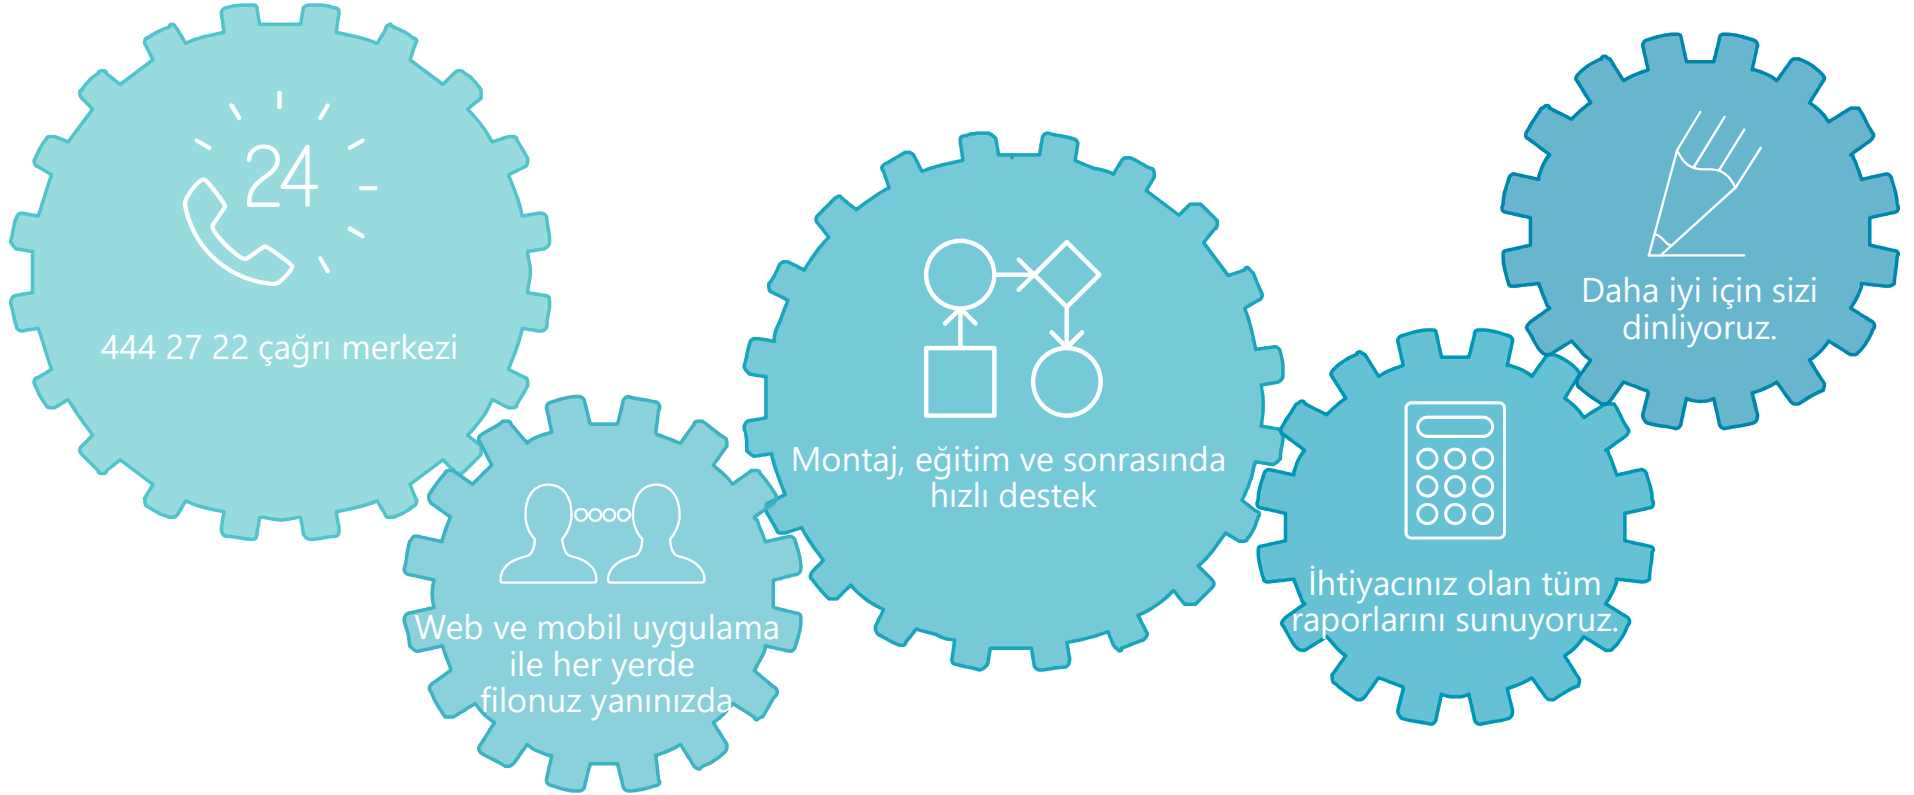 24
444 27 22 çağrı merkezi
Web ve mobil uygulama
ile her yerde
filonuz yanınızda
Montaj, eğitim ve sonrasında
hızlı destek
İhtiyacınız olan tüm
raporlarını sunuyoruz.
Daha iyi için sizi
dinliyoruz.